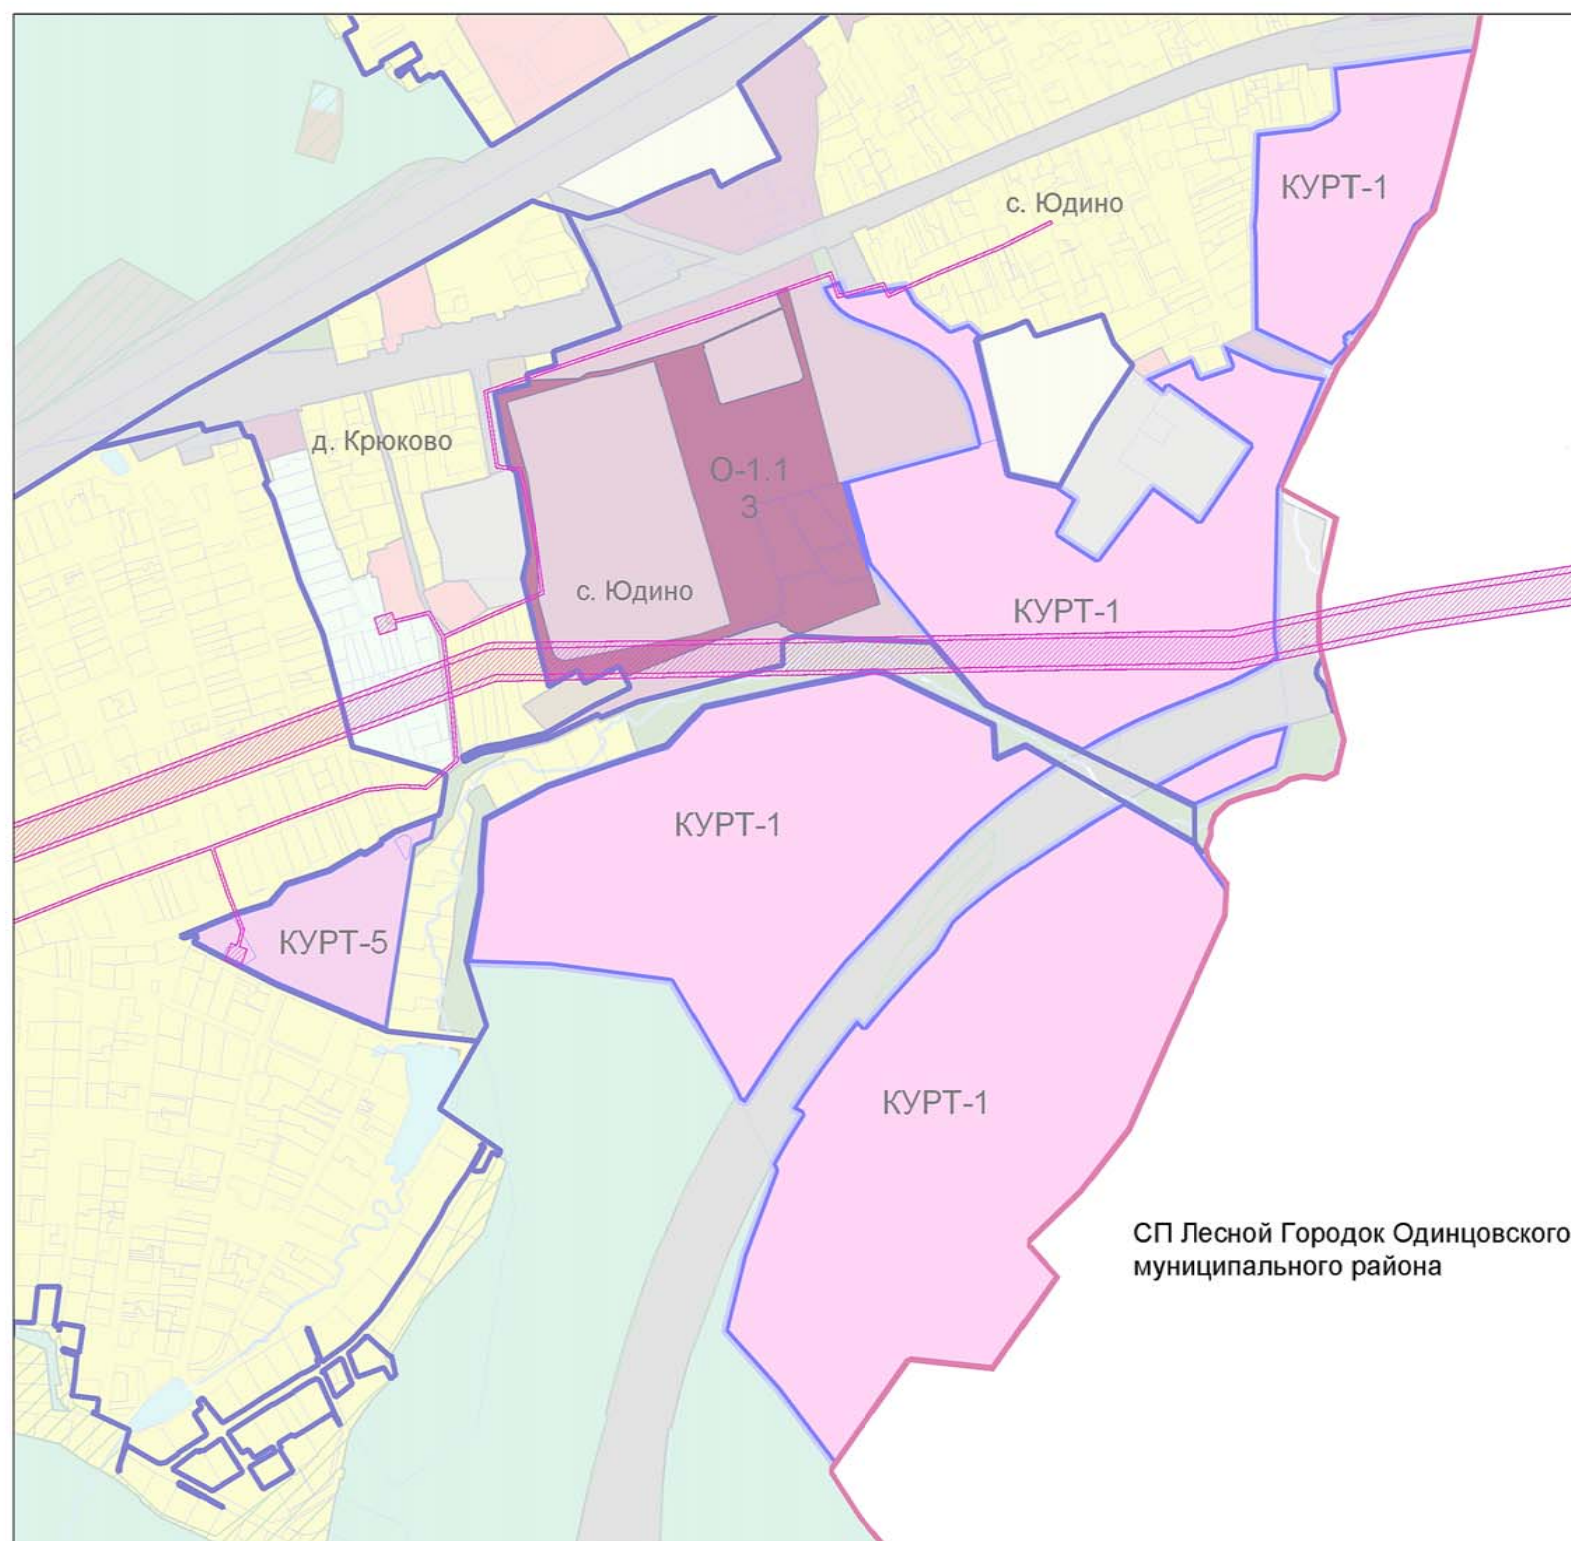 КУРТ-1
с. Юдино
д. Крюково
О-1.1
3
с. Юдино
КУРТ-1
КУРТ-1
КУРТ-5
КУРТ-1
СП Лесной Городок Одинцовского
муниципального района